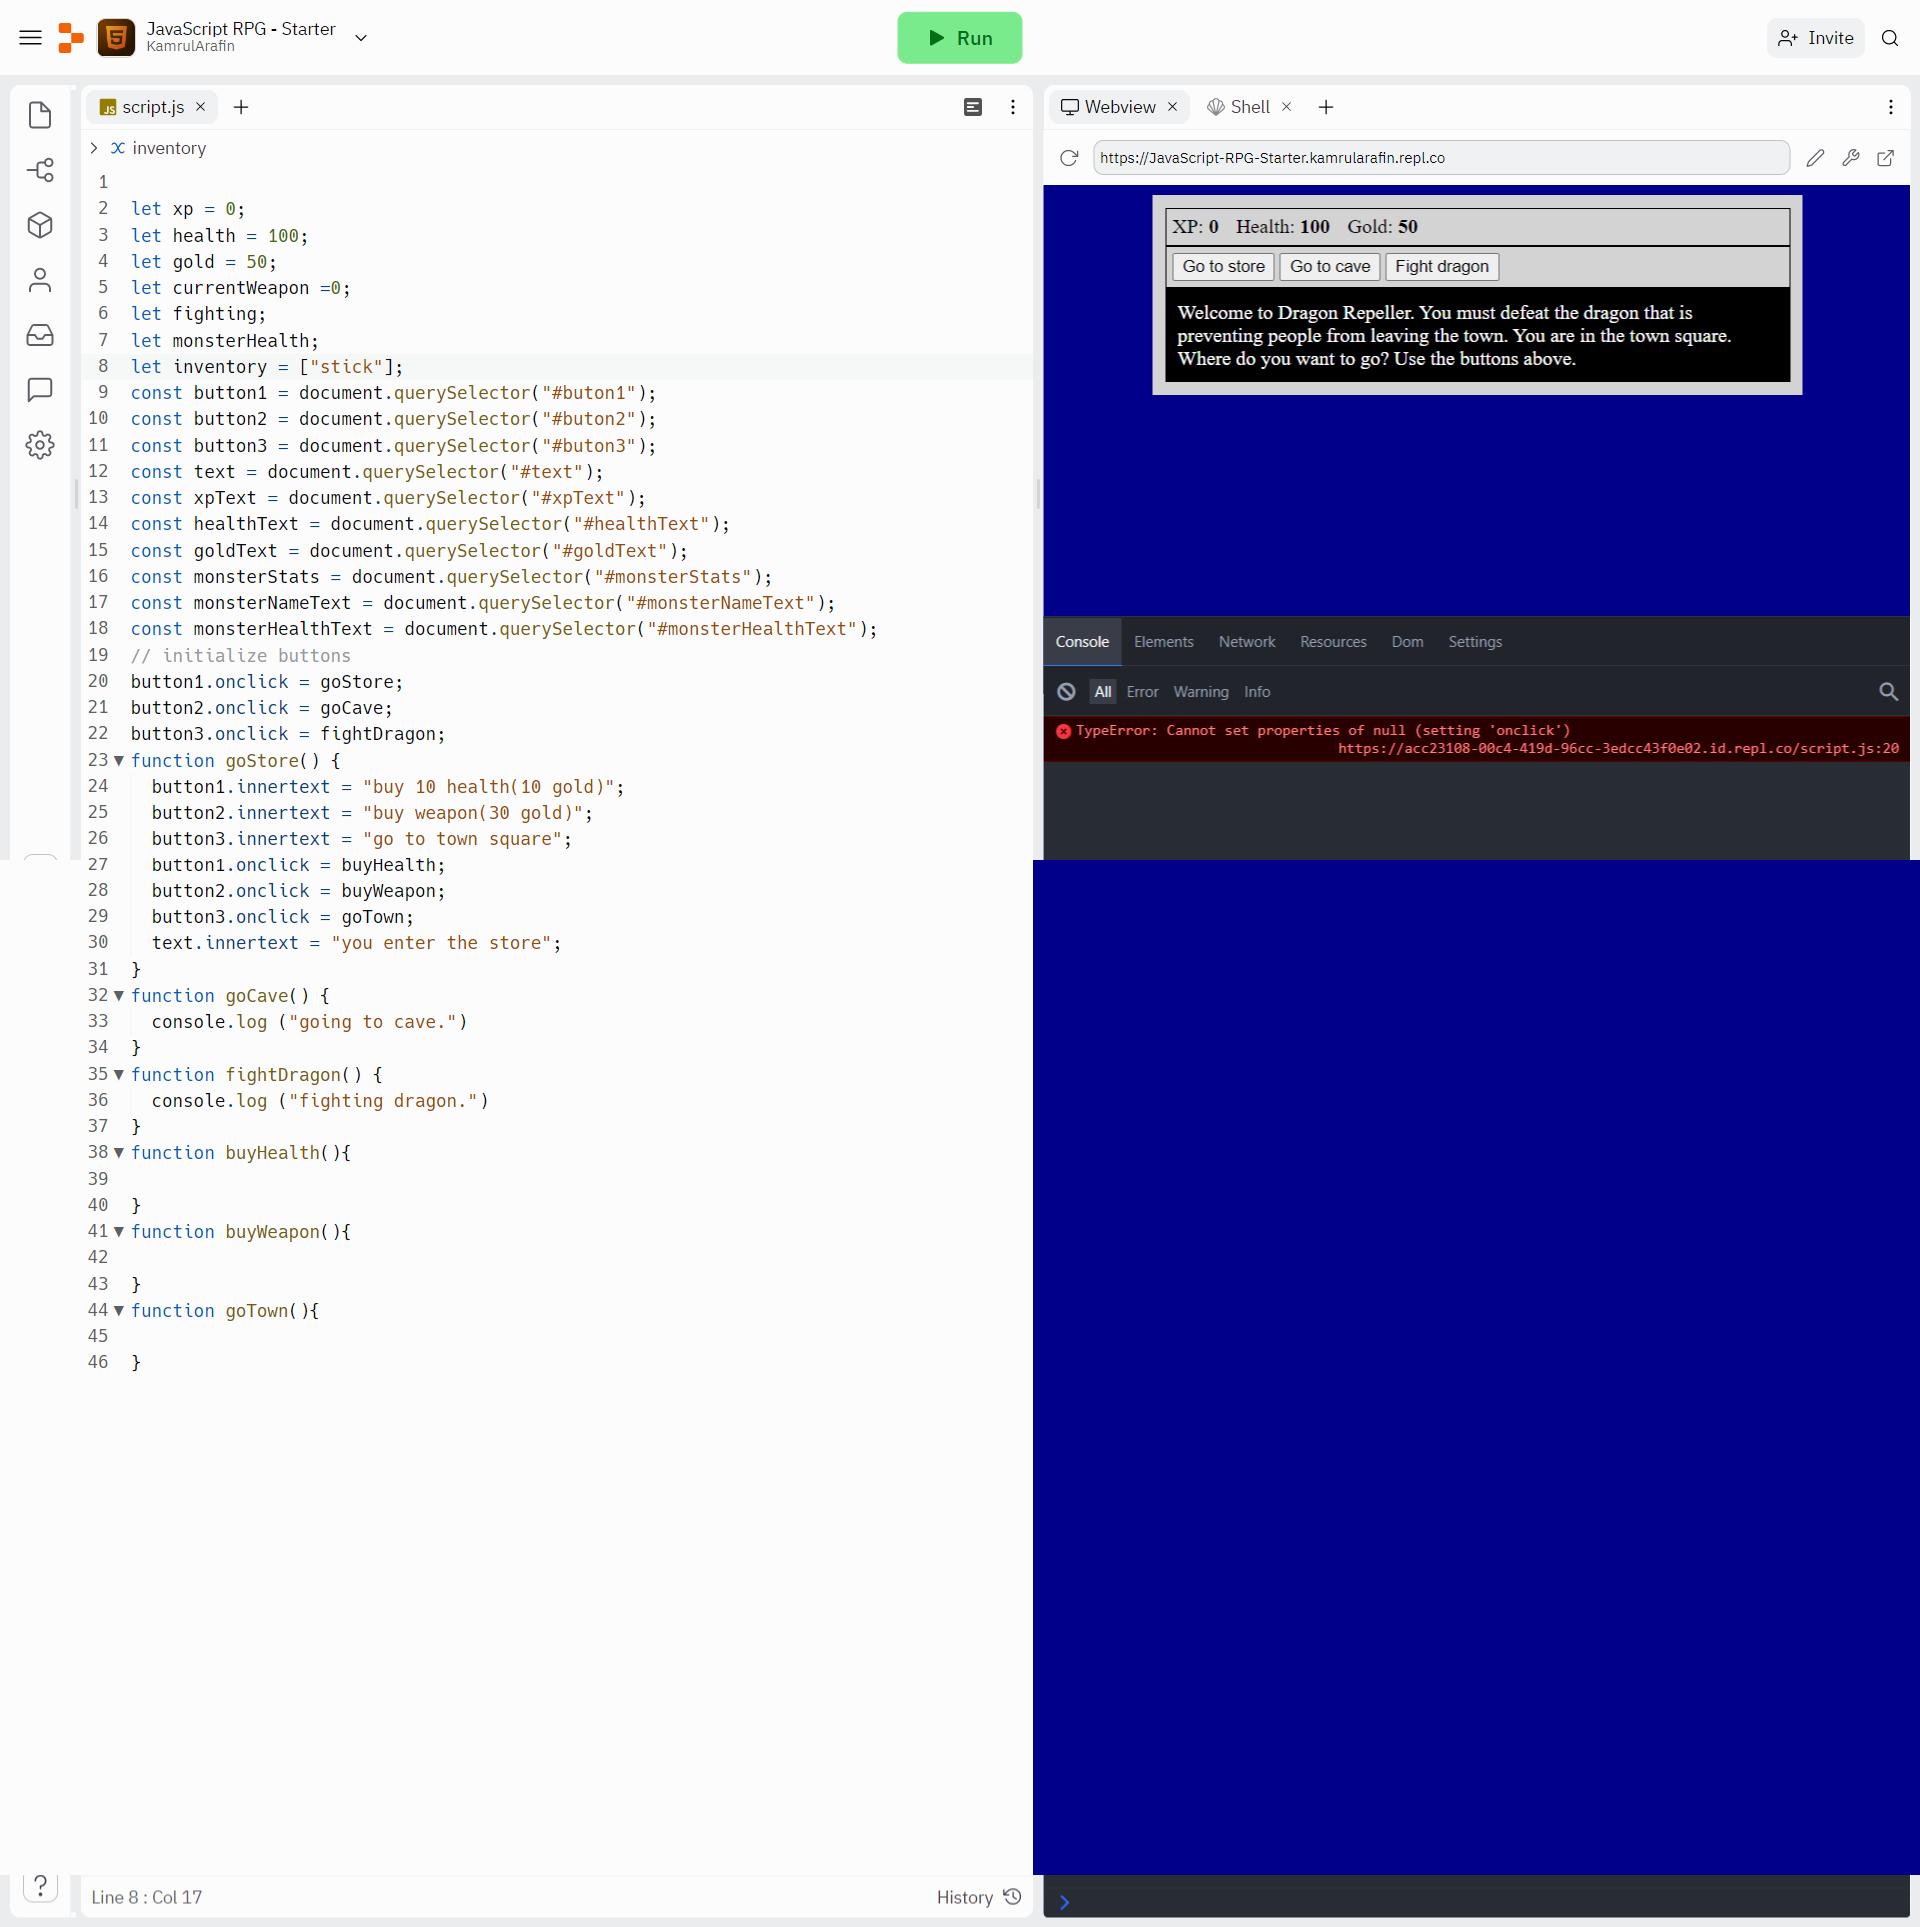 JavaScript RPG - Starter
KamrulArafin
Run
Invite
script.js
inventory
1
2 let xp = 0;
3 let health = 100;
4 let gold = 50;
5 let currentWeapon =0;
6 let fighting;
7 let monsterHealth;
8 let inventory = ["stick"];
9 const button1 = document.querySelector("#buton1");
10 const button2 = document.querySelector("#buton2");
11 const button3 = document.querySelector("#buton3");
12 const text = document.querySelector("#text");
13 const xpText = document.querySelector("#xpText");
14 const healthText = document.querySelector("#healthText");
15 const goldText = document.querySelector("#goldText");
16 const monsterStats = document.querySelector("#monsterStats");
17 const monsterNameText = document.querySelector("#monsterNameText");
18 const monsterHealthText = document.querySelector("#monsterHealthText");
19 // initialize buttons
20 button1.onclick = goStore;
21 button2.onclick = goCave;
22 button3.onclick = fightDragon;
23 function goStore() {
24 button1.innertext = "buy 10 health(10 gold)";
25 button2.innertext = "buy weapon(30 gold)";
26 button3.innertext = "go to town square";
27 button1.onclick = buyHealth;
28 button2.onclick = buyWeapon;
29 button3.onclick = goTown;
30 text.innertext = "you enter the store";
31 }
32 function goCave() {
33 console.log ("going to cave.")
34 }
35 function fightDragon() {
36 console.log ("fighting dragon.")
37 }
38 function buyHealth(){
39
40 }
41 function buyWeapon(){
42
43 }
44 function goTown(){
45
46 }
Line 8 : Col 17
History
Webview
Shell
https://JavaScript-RPG-Starter.kamrularafin.repl.co
XP: 0 Health: 100 Gold: 50
Go to store Go to cave Fight dragon
Welcome to Dragon Repeller. You must defeat the dragon that is
preventing people from leaving the town. You are in the town square.
Where do you want to go? Use the buttons above.
Console Elements Network Resources Dom Settings
All Error Warning Info
TypeError: Cannot set properties of null (setting 'onclick')
https://acc23108-00c4-419d-96cc-3edcc43f0e02.id.repl.co/script.js:20